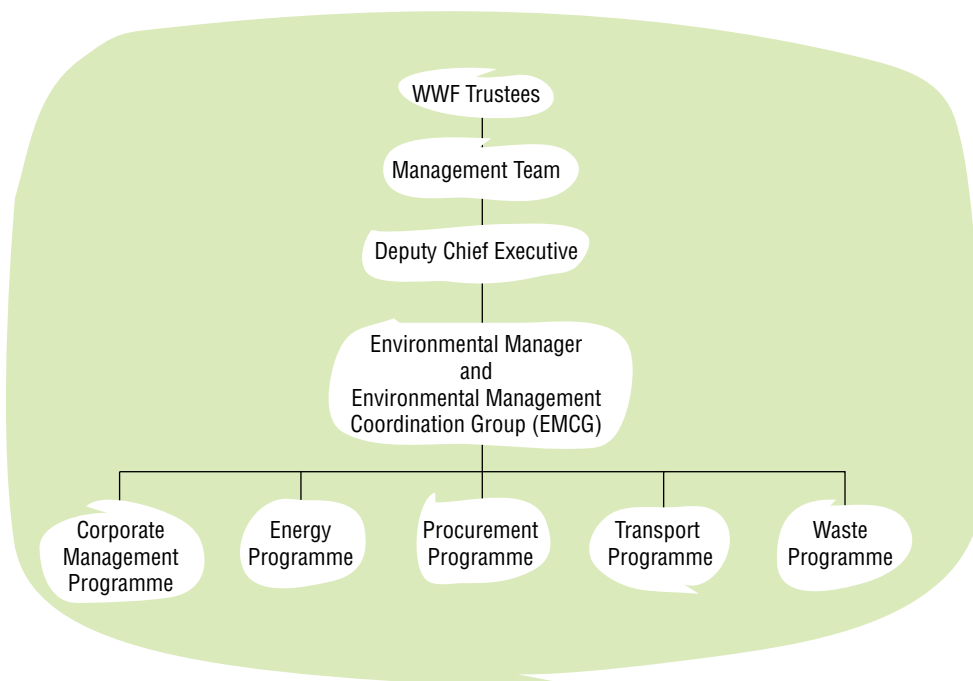 WWF Trustees
Management Team
Deputy Chief Executive
Environmental Manager
and
Environmental Management
Coordination Group (EMCG)
Corporate
Management
Programme
Energy
Programme
Procurement
Programme
Transport
Programme
Waste
Programme